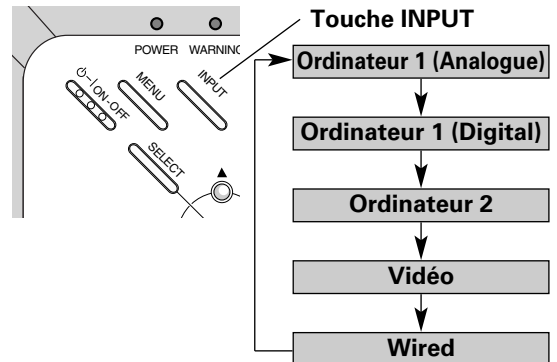 Touche INPUT
POWER WARNING
INPUT
MENU
ON-OFF
SELECT
Ordinateur 1 (Analogue)
Ordinateur 1 (Digital)
Ordinateur 2
Vidéo
Wired